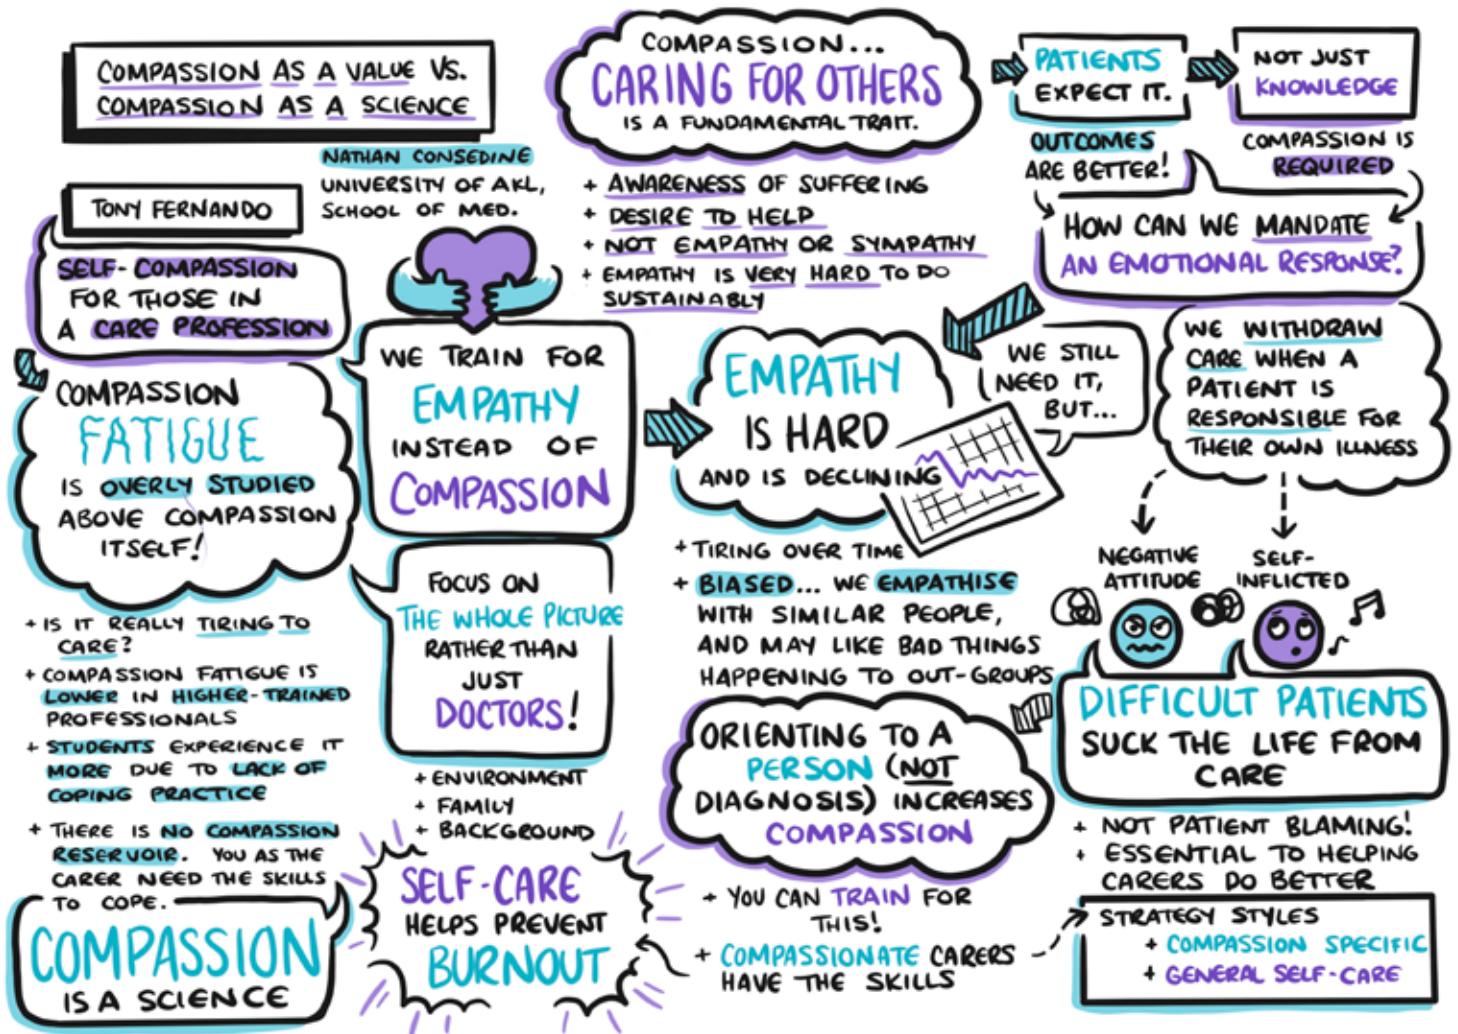 COMPASSION AS A VALUE VS.
COMPASSION AS A SCIENCE
NATHAN CONSEDINE
UNIVERSITY OF AKL,
SCHOOL OF MED.
TONY FERNANDO
SELF-COMPASSION
FOR THOSE IN
A CARE PROFESSION
COMPASSION
FATIGUE
IS OVERLY STUDIED
ABOVE COMPASSION
ITSELF!
+ IS IT REALLY TIRING TO
CARE?
+ COMPASSION FATIGUE IS
LOWER IN HIGHER-TRAINED
PROFESSIONALS
+ STUDENTS EXPERIENCE IT
MORE DUE TO LACK OF
COPING PRACTICE
+ THERE IS NO COMPASSION
RESERVOIR. YOU AS THE
CARER NEED THE SKILLS
TO COPE.
COMPASSION
IS A SCIENCE
WE TRAIN FOR
EMPATHY
INSTEAD OF
COMPASSION
FOCUS ON
THE WHOLE PICTURE
RATHER THAN
JUST
DOCTORS!
+ ENVIRONMENT
+ FAMILY
+ BACKGROUND
SELF-CARE
HELPS PREVENT
BURNOUT
COMPASSION...
CARING FOR OTHERS
IS A FUNDAMENTAL TRAIT.
+ AWARENESS OF SUFFERING
+ DESIRE TO HELP
+ NOT EMPATHY OR SYMPATHY
+ EMPATHY IS VERY HARD TO DO
SUSTAINABLY
PATIENTS
EXPECT IT.
OUTCOMES
ARE BETTER!
NOT JUST
KNOWLEDGE
COMPASSION IS
REQUIRED
HOW CAN WE MANDATE
AN EMOTIONAL RESPONSE?
EMPATHY
IS HARD
AND IS DECLINING
WE STILL
NEED IT,
BUT...
+ TIRING OVER TIME
+ BIASED... WE EMPATHISE
WITH SIMILAR PEOPLE,
AND MAY LIKE BAD THINGS
HAPPENING TO OUT-GROUPS
WE WITHDRAW
CARE WHEN A
PATIENT IS
RESPONSIBLE FOR
THEIR OWN ILLNESS
NEGATIVE
ATTITUDE
SELF-
INFLICTED
DIFFICULT PATIENTS
SUCK THE LIFE FROM
CARE
+ NOT PATIENT BLAMING!
+ ESSENTIAL TO HELPING
CARERS DO BETTER
ORIENTING TO A
PERSON (NOT
DIAGNOSIS) INCREASES
COMPASSION
+ YOU CAN TRAIN FOR
THIS!
+ COMPASSIONATE CARERS
HAVE THE SKILLS
STRATEGY STYLES
+ COMPASSION SPECIFIC
+ GENERAL SELF-CARE